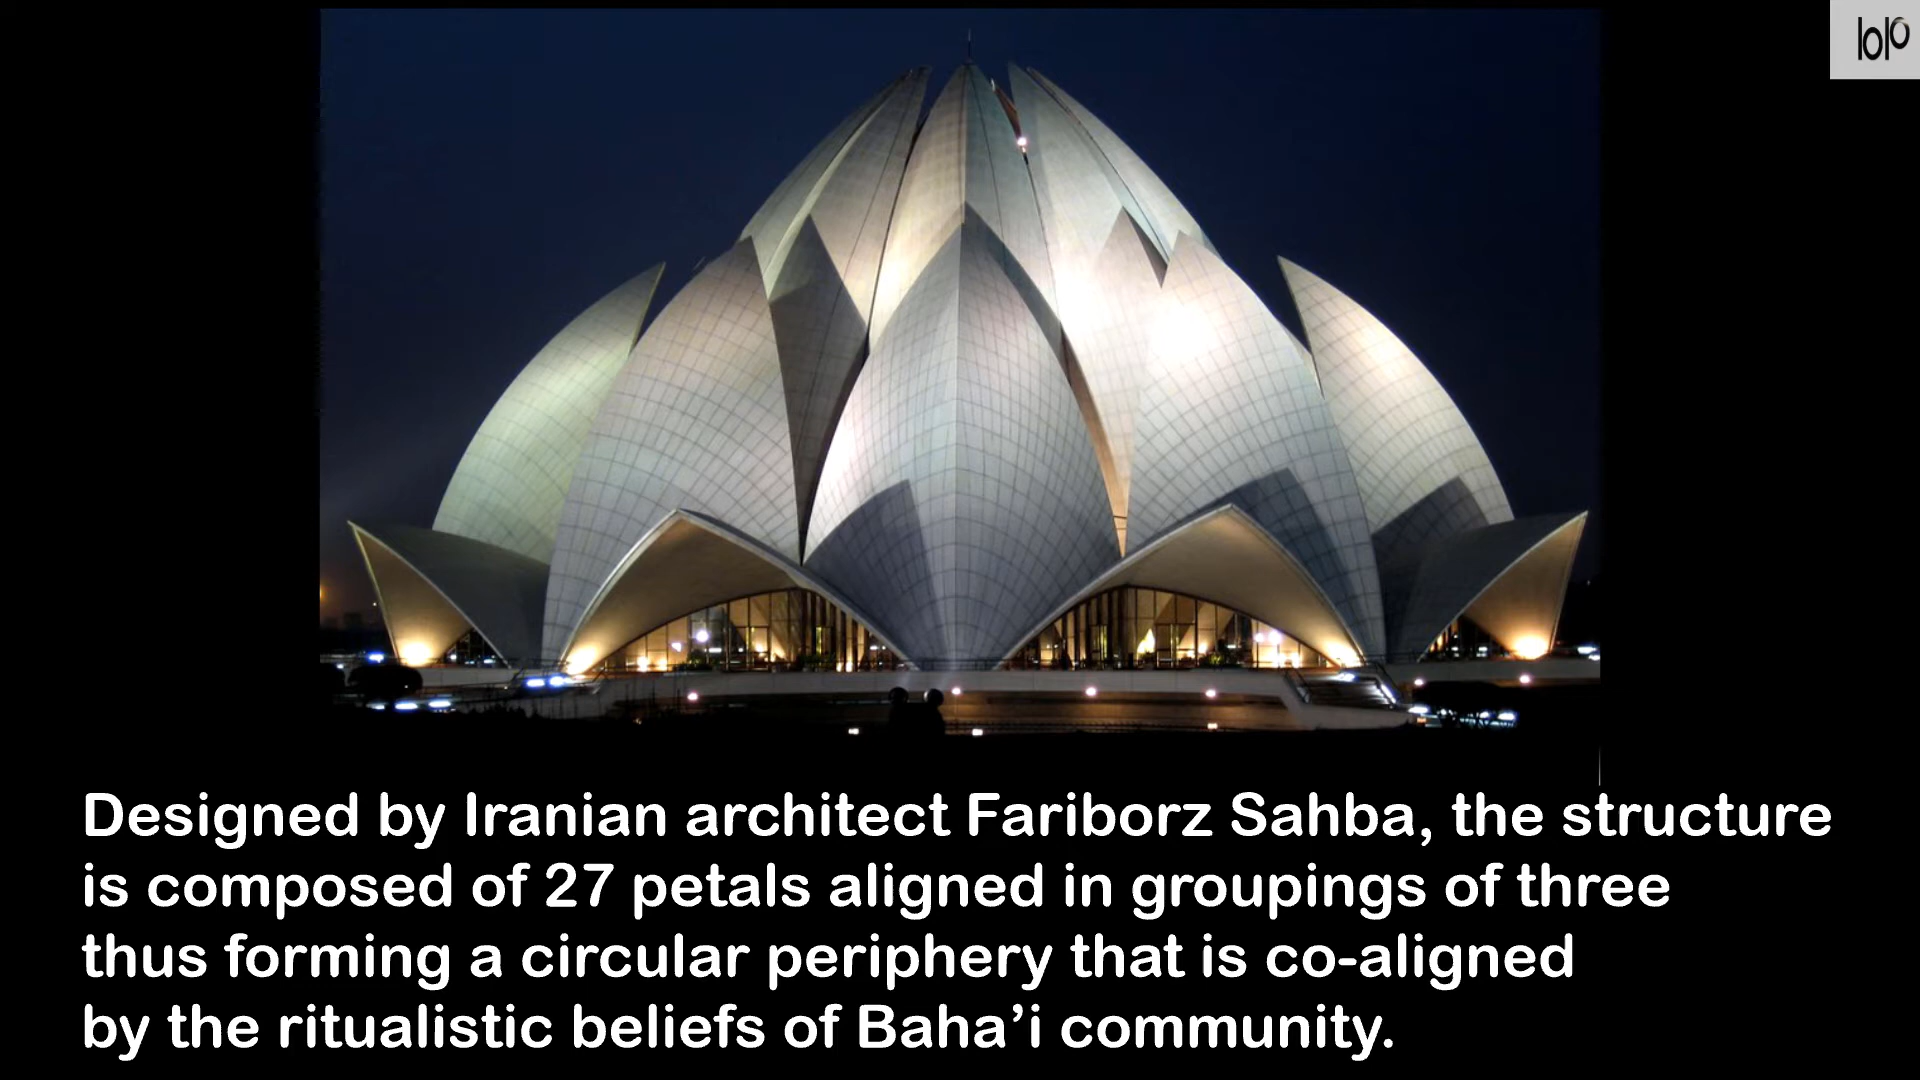 lolo
Designed by Iranian architect Fariborz Sahba, the structure
is composed of 27 petals aligned in groupings of three
thus forming a circular periphery that is co-aligned
by the ritualistic beliefs of Baha’i community.